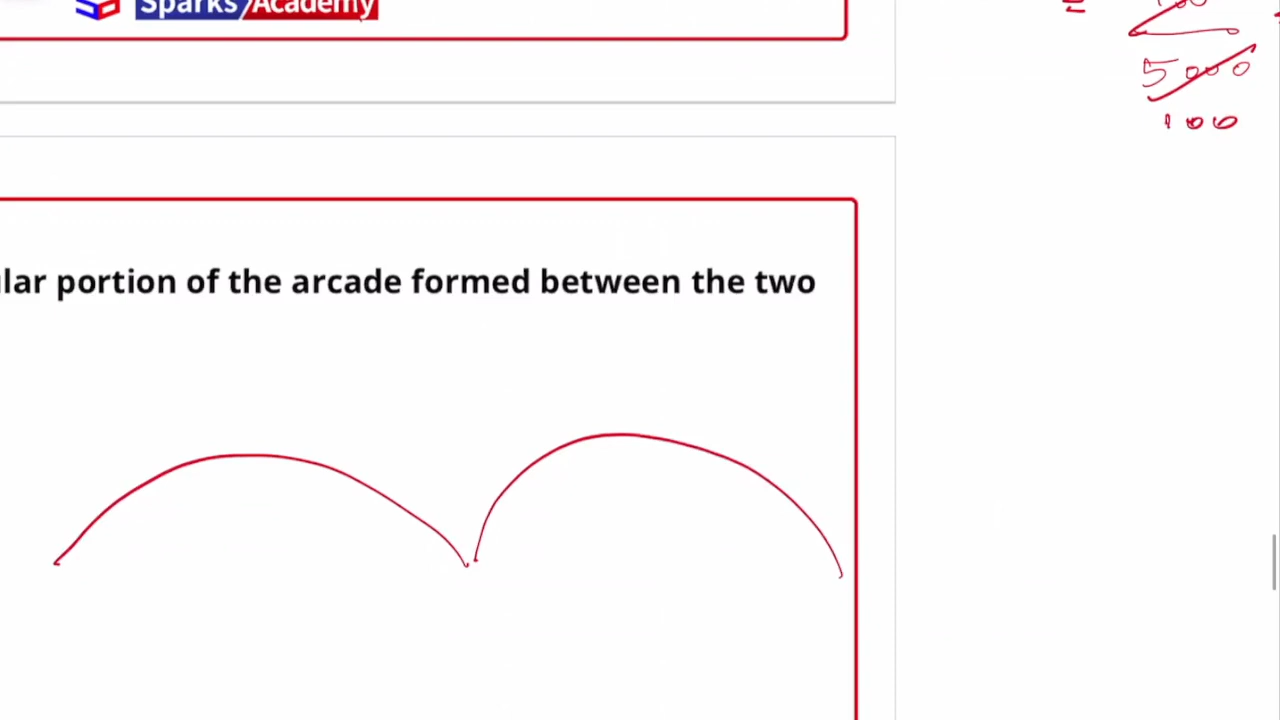 Sparks Academy
5000
100
lar portion of the arcade formed between the two